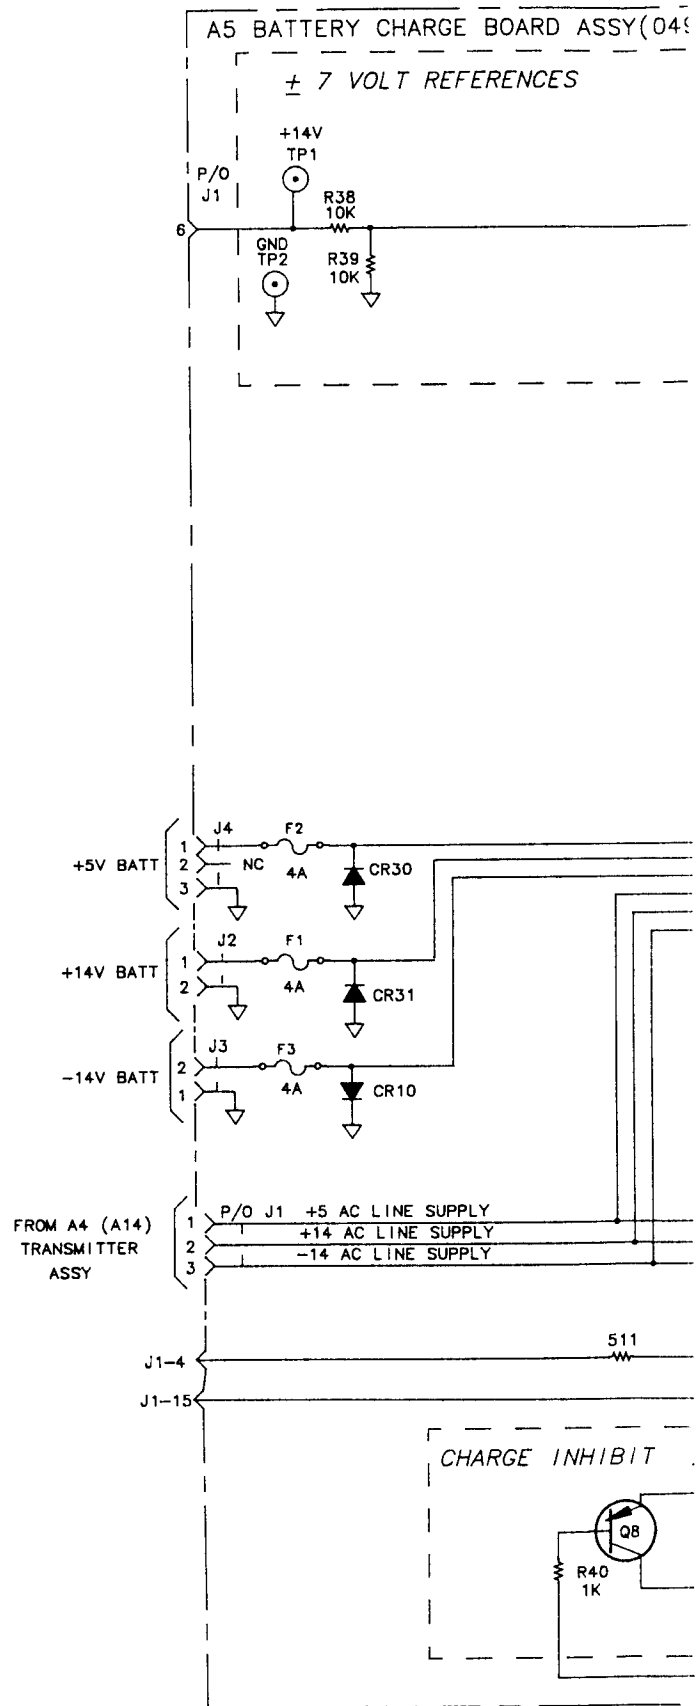 A5 BATTERY CHARGE BOARD ASSY(049
± 7 VOLT REFERENCES
+14V
TP1
P/O
J1
R38
10K
6
GND
TP2
R39
10K
J4
F2
1
+5V BATT
2
NC
4A
CR30
3
J2
F1
1
+14V BATT
2
4A
CR31
J3
F3
2
-14V BATT
1
4A
CR10
P/O J1
+5 AC LINE SUPPLY
FROM A4 (A14)
TRANSMITTER
ASSY
1
+14 AC LINE SUPPLY
2
-14 AC LINE SUPPLY
3
511
J1-4
J1-15
CHARGE INHIBIT
Q8
R40
1K